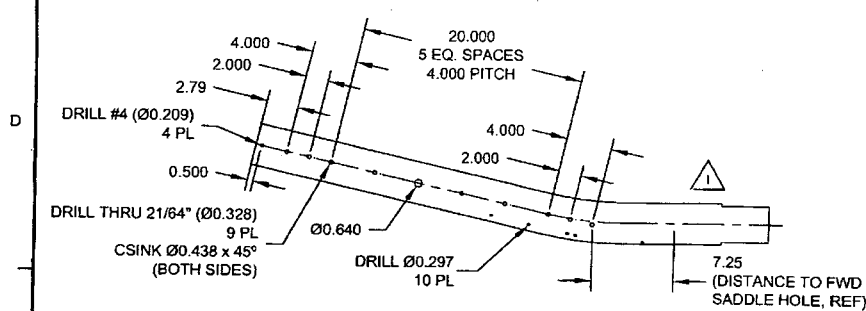 20.000
5 EQ. SPACES
4.000 PITCH
4.000
2.000
2.79
D
DRILL #4 (Ø0.209)
4 PL
4.000
2.000
0.500
DRILL THRU 21/64" (Ø0.328)
9 PL
CSINK Ø0.438 x 45º
(BOTH SIDES)
Ø0.640
DRILL Ø0.297
10 PL
1
7.25
(DISTANCE TO FWD
SADDLE HOLE, REF)